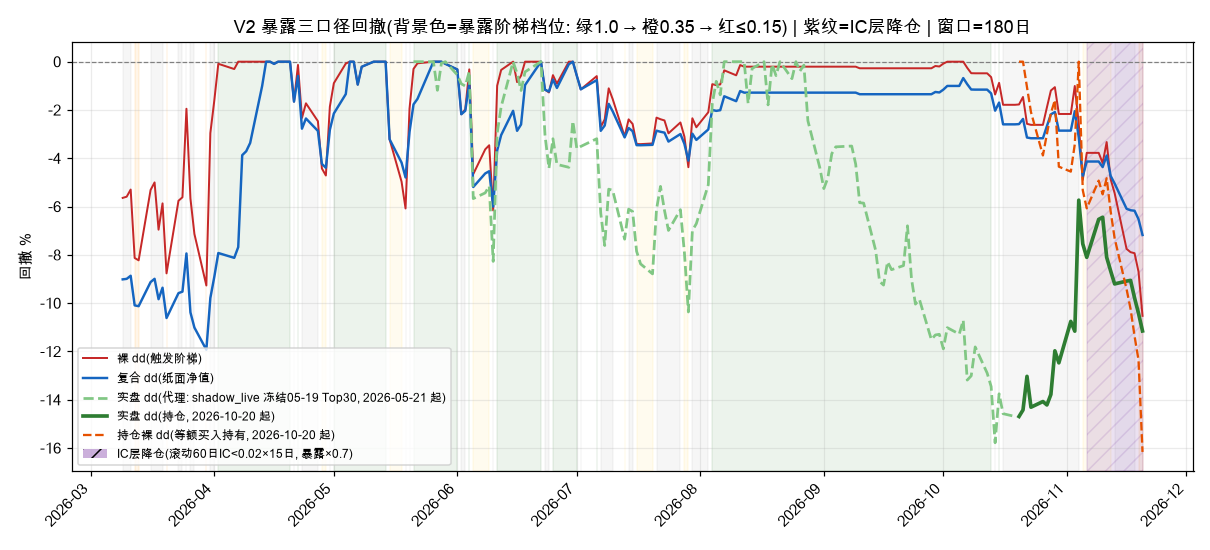 V2 暴露三口径回撤(背景色=暴露阶梯档位: 绿1.0 → 橙0.35 → 红≤0.15) | 紫纹=IC层降仓 | 窗口=180日
回撤 %
0
-2
-4
-6
-8
-10
-12
-14
-16
裸 dd(触发阶梯)
复合 dd(纸面净值)
实盘 dd(代理: shadow_live 冻结05-19 Top30, 2026-05-21 起)
实盘 dd(持仓, 2026-10-20 起)
持仓裸 dd(等额买入持有, 2026-10-20 起)
IC层降仓(滚动60日IC<0.02×15日, 暴露×0.7)
2026-03
2026-04
2026-05
2026-06
2026-07
2026-08
2026-09
2026-10
2026-11
2026-12